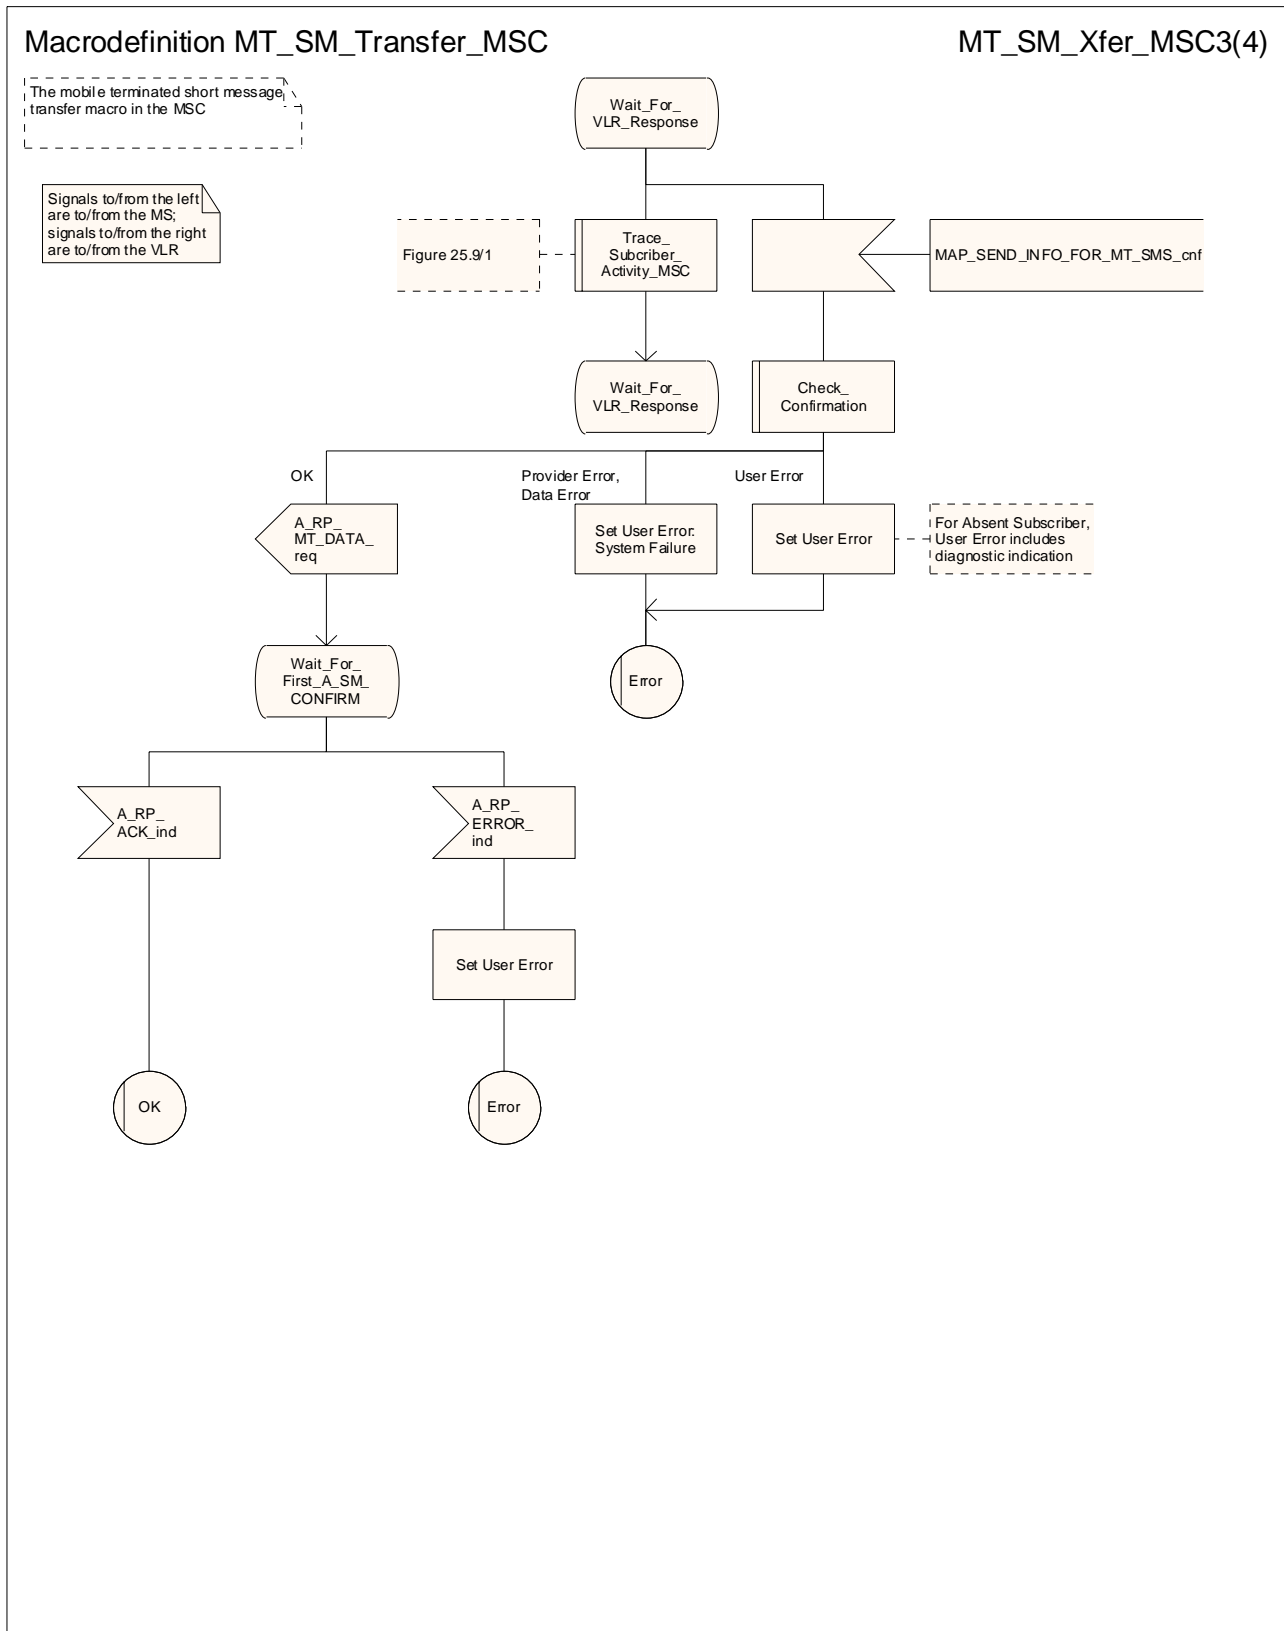 Macrodefinition MT_SM_Transfer_MSC
MT_SM_Xfer_MSC3(4)
The mobile terminated short message
transfer macro in the MSC
Wait_For_
VLR_Response
Signals to/from the left
are to/from the MS;
signals to/from the right
are to/from the VLR
Figure 25.9/1
Trace_
Subcriber_
Activity_MSC
MAP_SEND_INFO_FOR_MT_SMS_cnf
Wait_For_
VLR_Response
Check_
Confirmation
OK
Provider Error,
Data Error
User Error
A_RP_
MT_DATA_
req
Set User Error:
System Failure
Set User Error
For Absent Subscriber,
User Error includes
diagnostic indication
Wait_For_
First_A_SM_
CONFIRM
Error
A_RP_
ACK_ind
A_RP_
ERROR_
ind
Set User Error
OK
Error